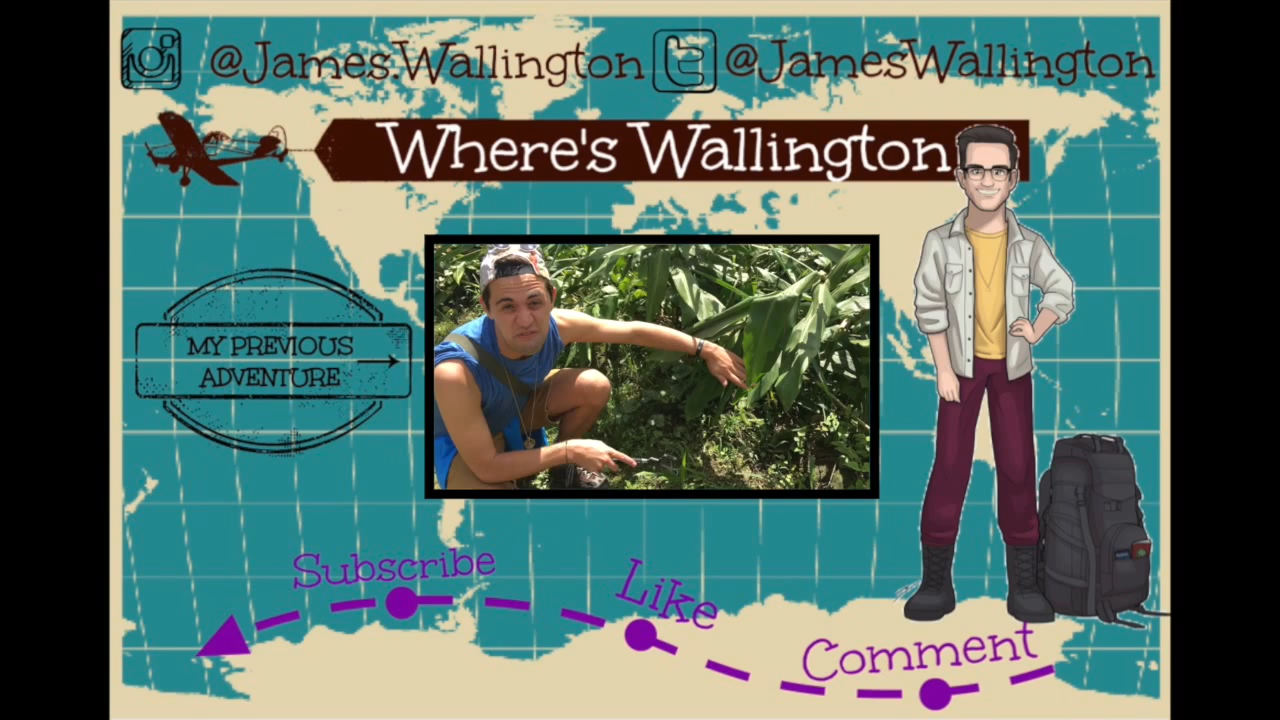 @James.Wallington @JamesWallington
Where's Wallington
MY PREVIOUS
ADVENTURE
Subscribe
Like
Comment